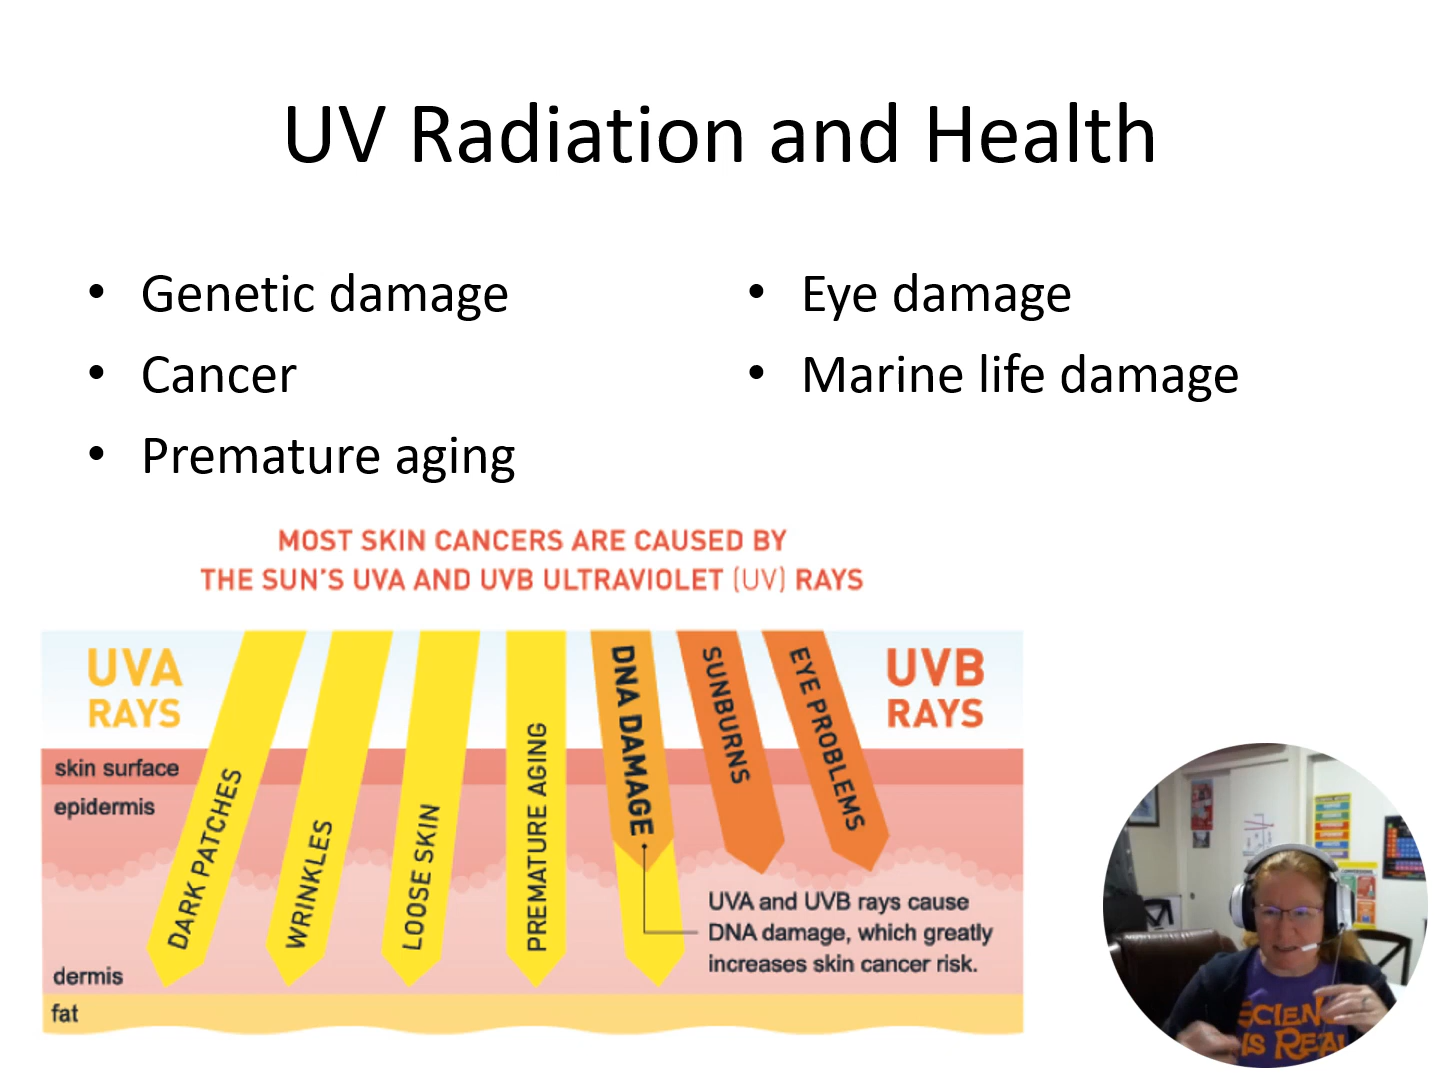 UV Radiation and Health
• Genetic damage
• Cancer
• Premature aging
• Eye damage
• Marine life damage
MOST SKIN CANCERS ARE CAUSED BY
THE SUN'S UVA AND UVB ULTRAVIOLET (UV) RAYS
UVA
RAYS
DARK PATCHES
WRINKLES
LOOSE SKIN
PREMATURE AGING
DNA DAMAGE
SUNBURNS
EYE PROBLEMS
UVB
RAYS
skin surface
epidermis
UVA and UVB rays cause
DNA damage, which greatly
increases skin cancer risk.
dermis
fat
IS